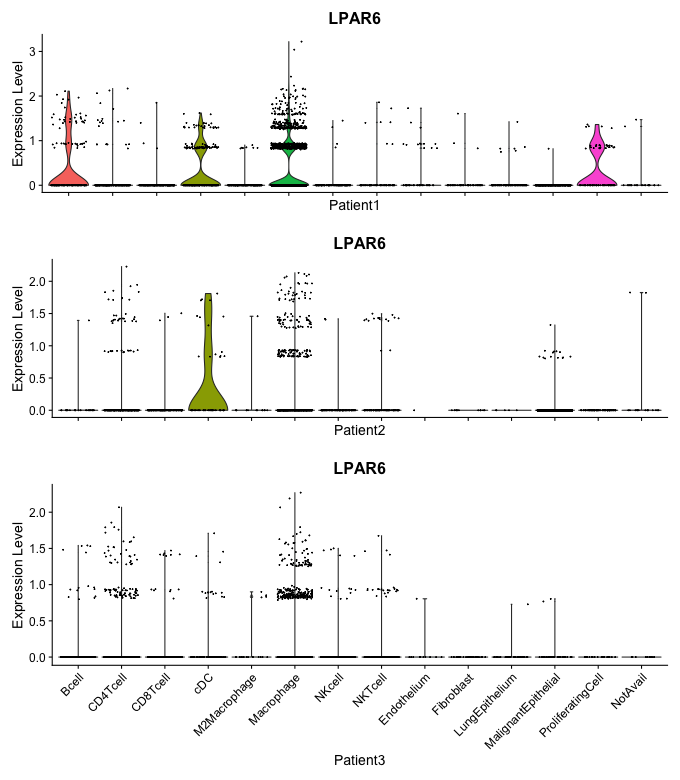 LPAR6
Expression Level
3
2
1
0
Patient1
LPAR6
Expression Level
2.0
1.5
1.0
0.5
0.0
Patient2
LPAR6
Expression Level
2.0
1.5
1.0
0.5
0.0
Bcell
CD4Tcell
CD8Tcell
cDC
M2Macrophage
Macrophage
NKcell
NKTcell
Endothelium
Fibroblast
LungEpithelium
MalignantEpithelial
ProliferatingCell
NotAvail
Patient3